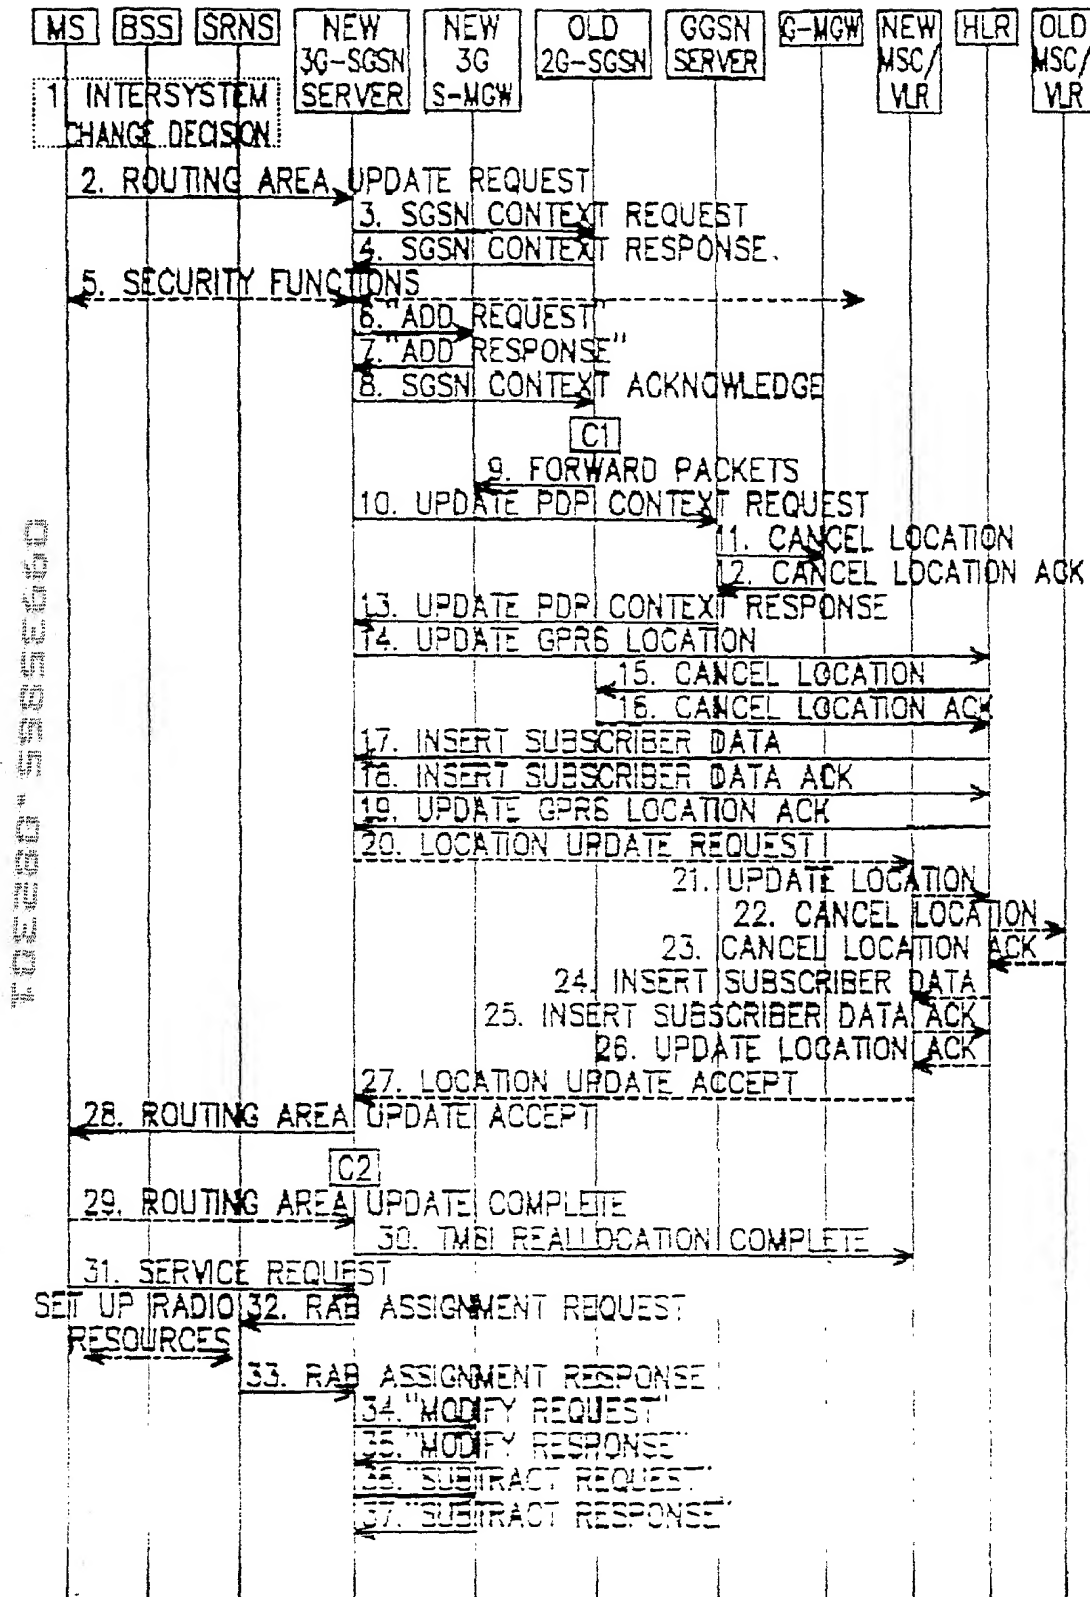 MS BSS SRNS NEW 3G-SGSN SERVER NEW 3G S-MGW OLD 2G-SGSN GGSN SERVER G-MGW NEW MSC/ VLR HLR OLD MSC/ VLR
1 INTERSYSTEM
CHANGE DECISION
2. ROUTING AREA UPDATE REQUEST
3. SGSN CONTEXT REQUEST
4. SGSN CONTEXT RESPONSE.
5. SECURITY FUNCTIONS
6. "ADD REQUEST"
7. "ADD RESPONSE"
8. SGSN CONTEXT ACKNOWLEDGE
C1
9. FORWARD PACKETS
10. UPDATE PDP CONTEXT REQUEST
11. CANCEL LOCATION
12. CANCEL LOCATION ACK
13. UPDATE PDP CONTEXT RESPONSE
14. UPDATE GPRS LOCATION
15. CANCEL LOCATION
16. CANCEL LOCATION ACK
17. INSERT SUBSCRIBER DATA
18. INSERT SUBSCRIBER DATA ACK
19. UPDATE GPRS LOCATION ACK
20. LOCATION UPDATE REQUEST
21. UPDATE LOCATION
22. CANCEL LOCATION
23. CANCEL LOCATION ACK
24. INSERT SUBSCRIBER DATA
25. INSERT SUBSCRIBER DATA ACK
26. UPDATE LOCATION ACK
27. LOCATION UPDATE ACCEPT
28. ROUTING AREA UPDATE ACCEPT
C2
29. ROUTING AREA UPDATE COMPLETE
30. TMSI REALLOCATION COMPLETE
31. SERVICE REQUEST
SET UP RADIO
RESOURCES
32. RAB ASSIGNMENT REQUEST
33. RAB ASSIGNMENT RESPONSE
34. "MODIFY REQUEST"
35. "MODIFY RESPONSE"
36. "SUBTRACT REQUEST"
37. "SUBTRACT RESPONSE"
09935865.082301